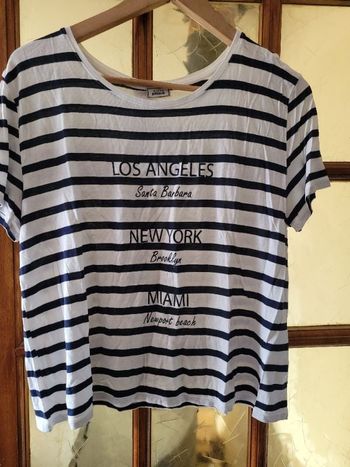 LOS ANGELES
Santa Barbara
NEW YORK
Brooklyn
MIAMI
Newport beach